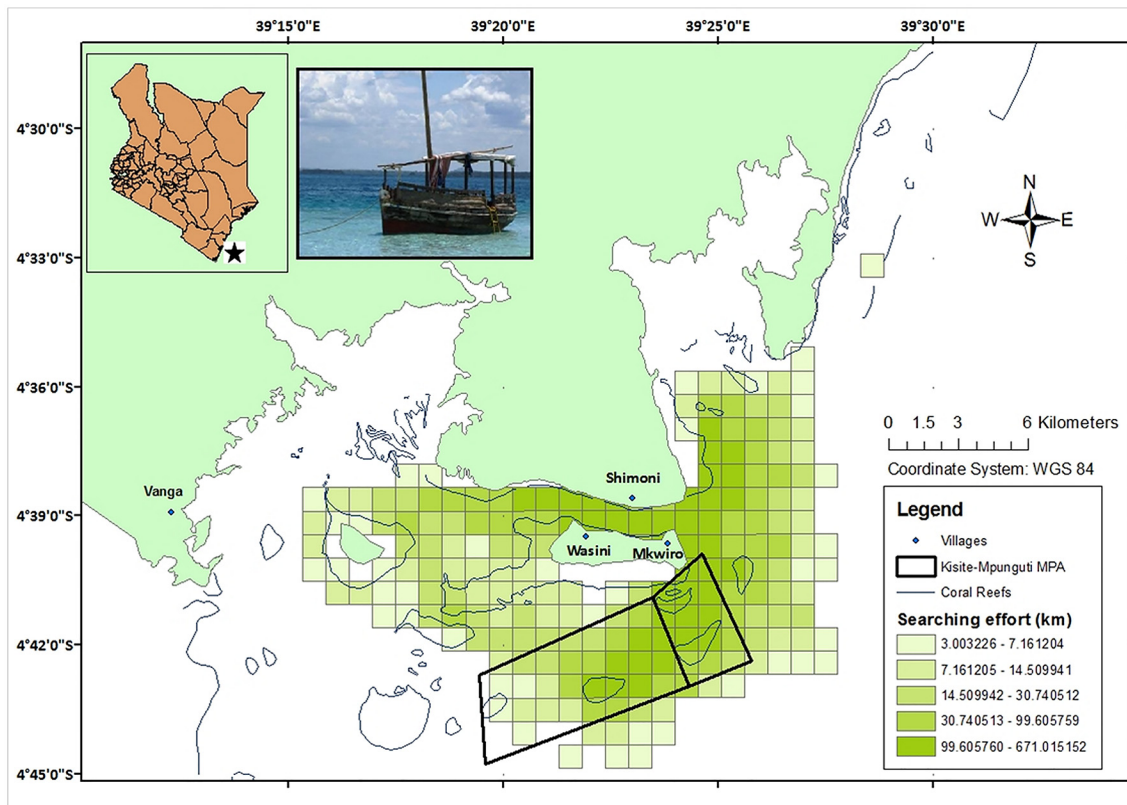 39°15'0"E 39°20'0"E 39°25'0"E 39°30'0"E
4°30'0"S
N
W E
S
4°33'0"S
4°36'0"S
0 1.5 3 6 Kilometers
Coordinate System: WGS 84
Shimoni
Vanga
4°39'0"S
Wasini Mkwiro
4°42'0"S
4°45'0"S
Legend
Villages
Kisite-Mpunguti MPA
Coral Reefs
Searching effort (km)
3.003226 - 7.161204
7.161205 - 14.509941
14.509942 - 30.740512
30.740513 - 99.605759
99.605760 - 671.015152